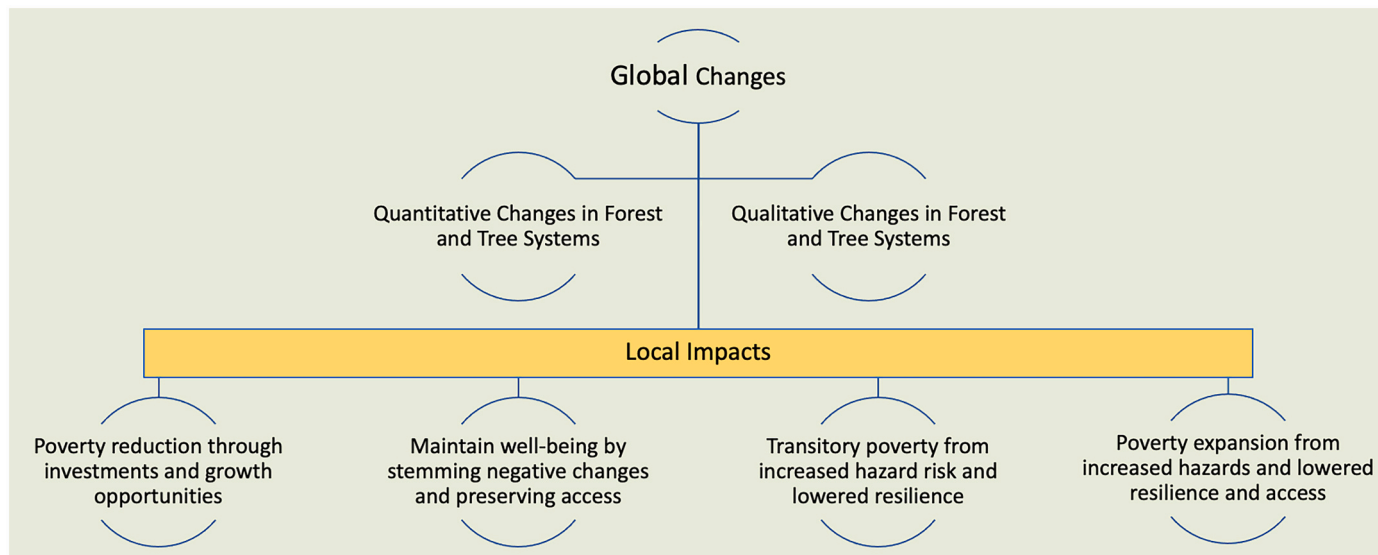 Global Changes
Quantitative Changes in Forest
and Tree Systems
Qualitative Changes in Forest
and Tree Systems
Local Impacts
Poverty reduction through
investments and growth
opportunities
Maintain well-being by
stemming negative changes
and preserving access
Transitory poverty from
increased hazard risk and
lowered resilience
Poverty expansion from
increased hazards and lowered
resilience and access